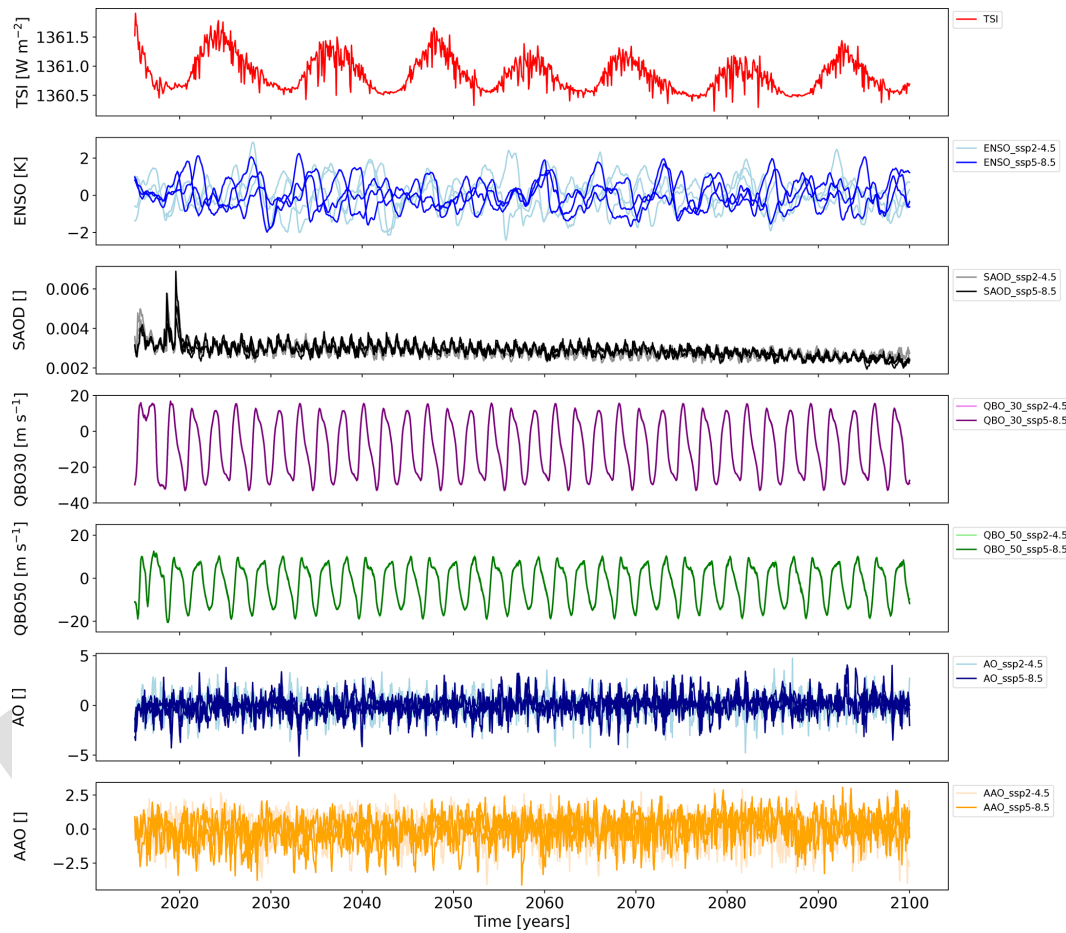 TSI [W m⁻²]
1361.5
1361.0
1360.5
TSI
ENSO [K]
2
0
−2
ENSO_ssp2-4.5
ENSO_ssp5-8.5
SAOD []
0.006
0.004
0.002
SAOD_ssp2-4.5
SAOD_ssp5-8.5
QBO30 [m s⁻¹]
20
0
−20
−40
QBO_30_ssp2-4.5
QBO_30_ssp5-8.5
QBO50 [m s⁻¹]
20
0
−20
QBO_50_ssp2-4.5
QBO_50_ssp5-8.5
AO []
5
0
−5
AO_ssp2-4.5
AO_ssp5-8.5
AAO []
2.5
0.0
−2.5
AAO_ssp2-4.5
AAO_ssp5-8.5
2020 2030 2040 2050 2060 2070 2080 2090 2100
Time [years]